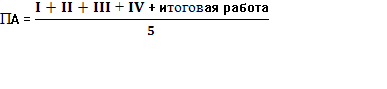 ПА = I + II + III + IV + итоговая работа
5